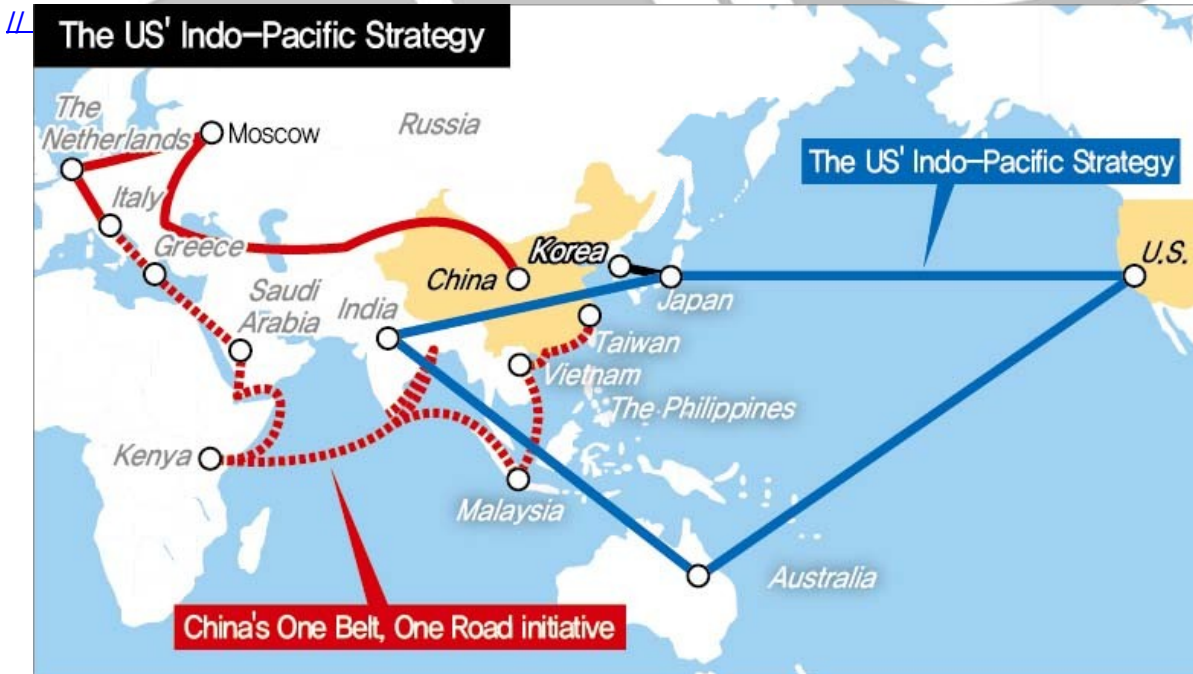 //
The US' Indo-Pacific Strategy
The
Netherlands
Moscow
Russia
The US' Indo-Pacific Strategy
Italy
Greece
Korea
U.S.
China
Saudi
Arabia
India
Japan
Taiwan
Vietnam
The Philippines
Kenya
Malaysia
Australia
China's One Belt, One Road initiative